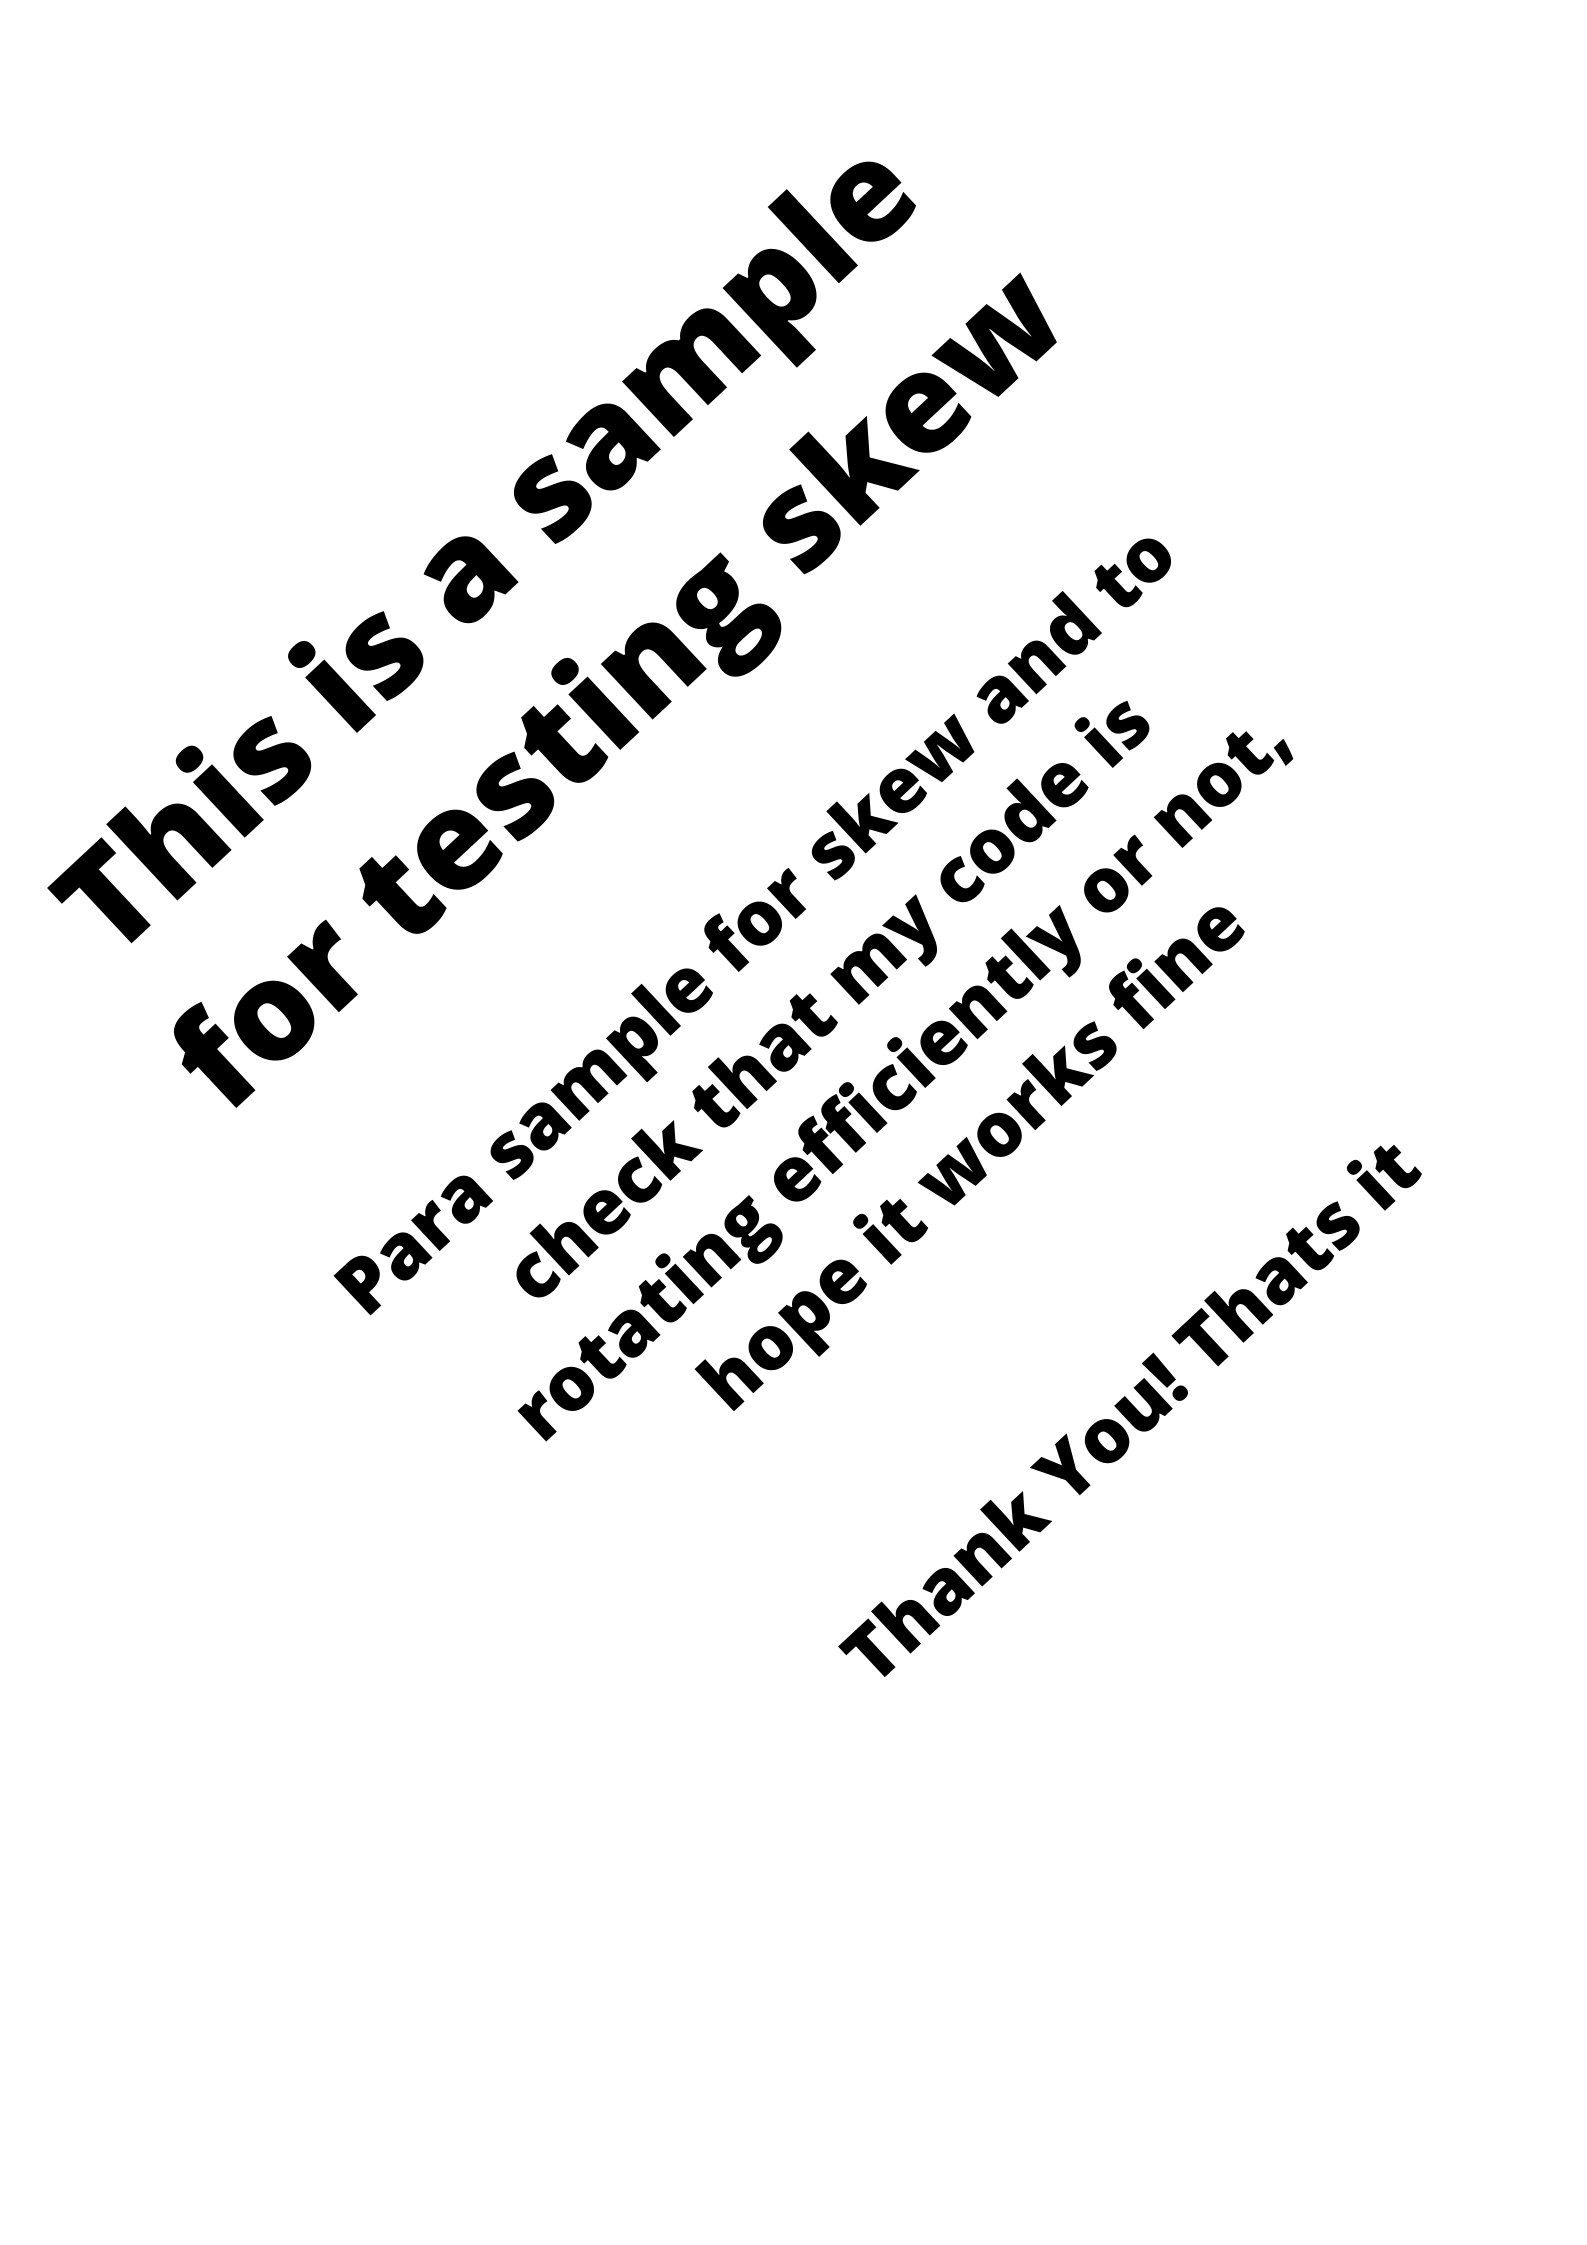 This is a sample
for testing skew
para sample for skew and to
check that my code is
rotating efficiently or not,
hope it works fine
Thank You! Thats it